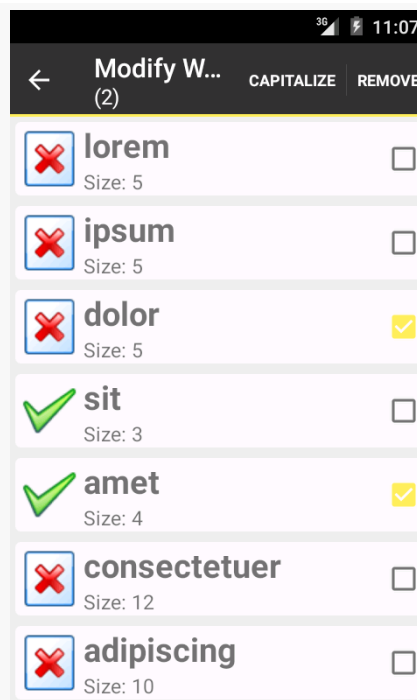 3G 11:07
Modify W... CAPITALIZE REMOVE
(2)
lorem
Size: 5
ipsum
Size: 5
dolor
Size: 5
sit
Size: 3
amet
Size: 4
consectetuer
Size: 12
adipiscing
Size: 10